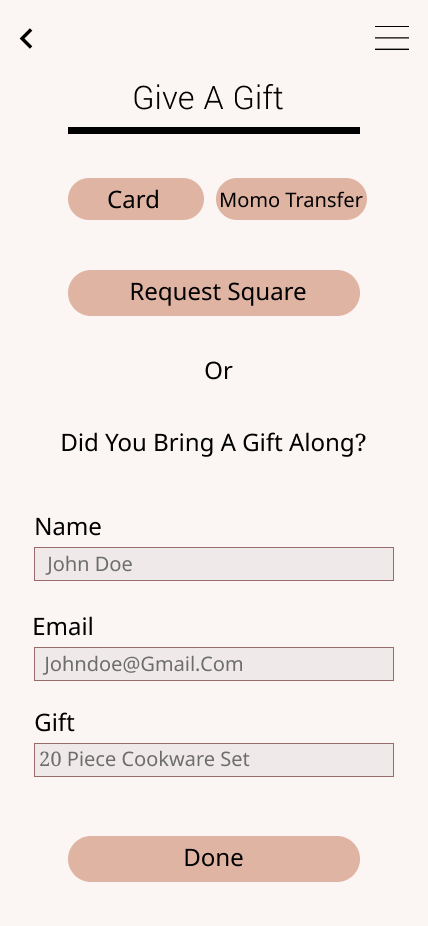 Give A Gift
Card
Momo Transfer
Request Square
Or
Did You Bring A Gift Along?
Name
John Doe
Email
Johndoe@Gmail.Com
Gift
20 Piece Cookware Set
Done